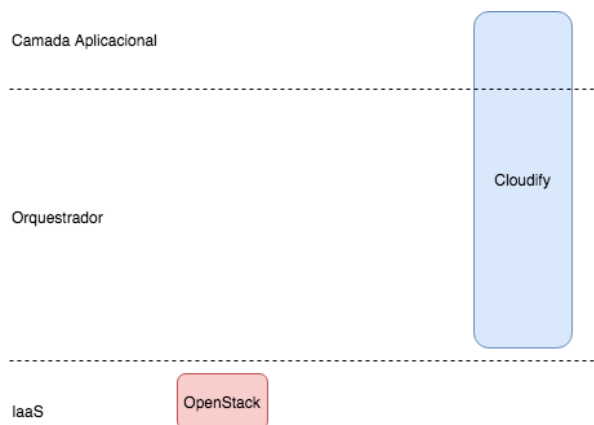 Camada Aplicacional
Cloudify
Orquestrador
OpenStack
IaaS